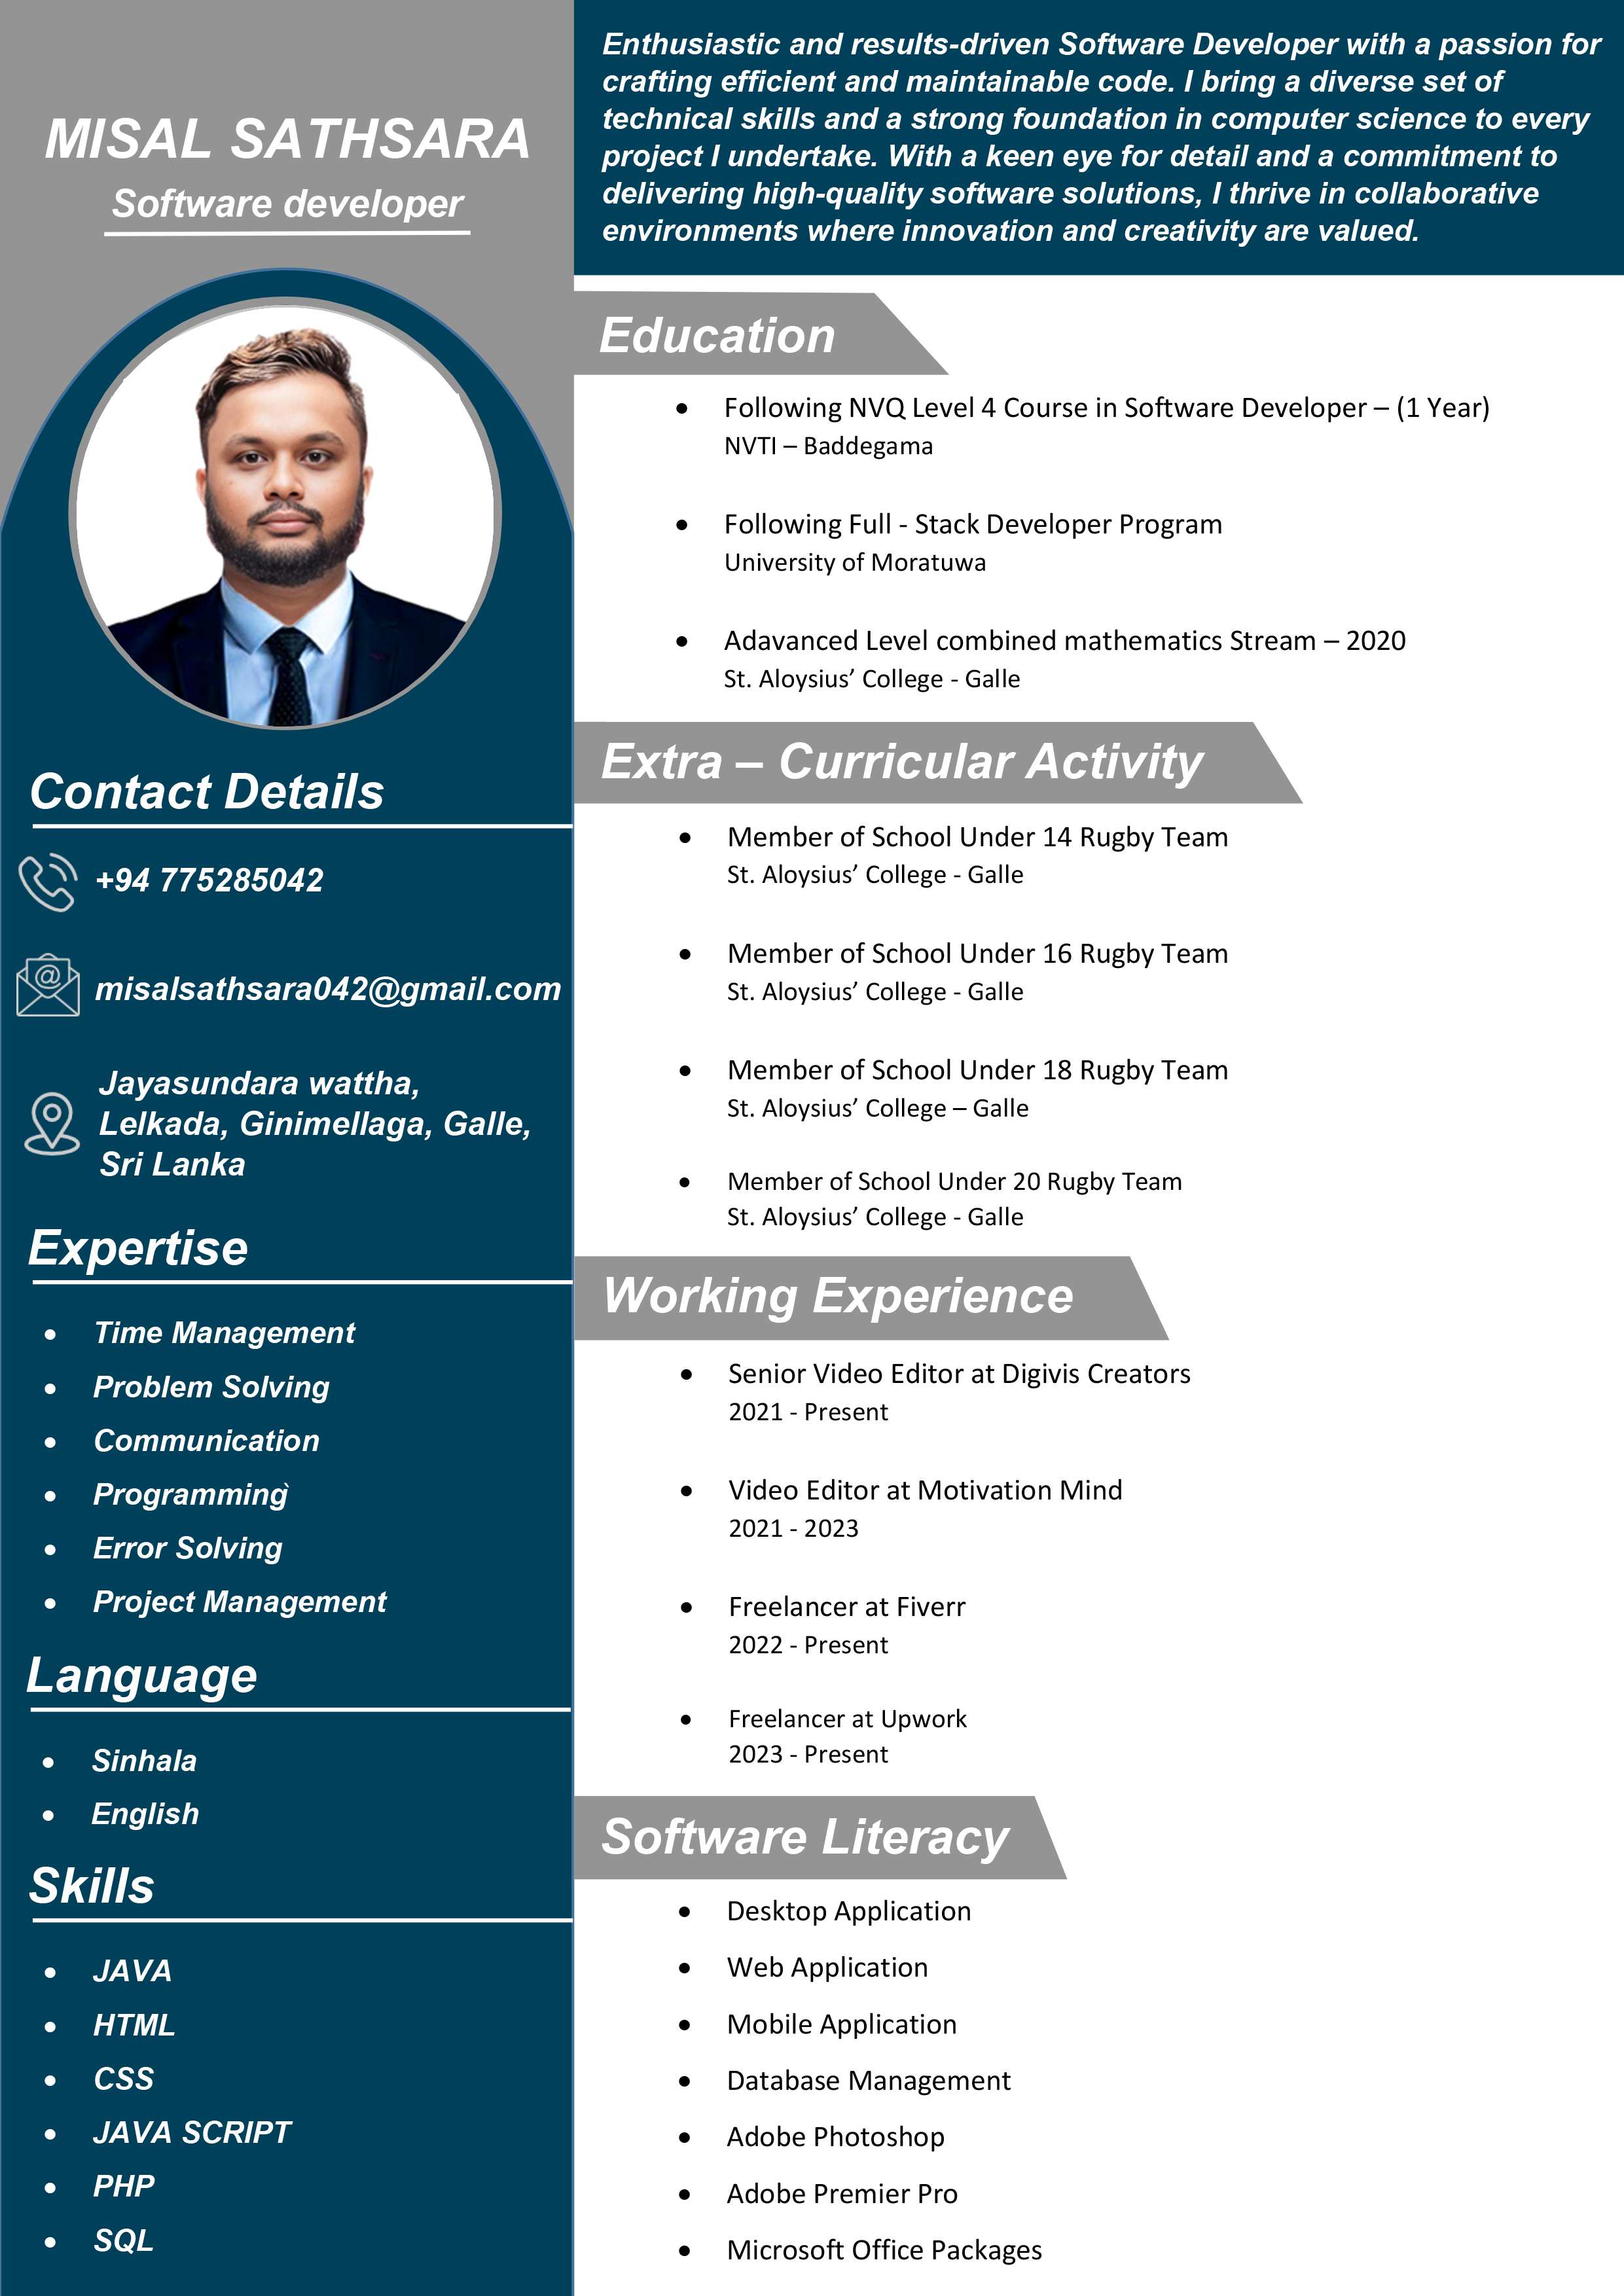 MISAL SATHSARA
Software developer
Contact Details
+94 775285042
@
misalsathsara042@gmail.com
Jayasundara wattha,
Lelkada, Ginimellaga, Galle,
Sri Lanka
Expertise
Time Management
Problem Solving
Communication
Programming`
Error Solving
Project Management
Language
Sinhala
English
Skills
JAVA
HTML
CSS
JAVA SCRIPT
PHP
SQL
Enthusiastic and results-driven Software Developer with a passion for
crafting efficient and maintainable code. I bring a diverse set of
technical skills and a strong foundation in computer science to every
project I undertake. With a keen eye for detail and a commitment to
delivering high-quality software solutions, I thrive in collaborative
environments where innovation and creativity are valued.
Education
Following NVQ Level 4 Course in Software Developer – (1 Year)
NVTI – Baddegama
Following Full - Stack Developer Program
University of Moratuwa
Adavanced Level combined mathematics Stream – 2020
St. Aloysius’ College - Galle
Extra – Curricular Activity
Member of School Under 14 Rugby Team
St. Aloysius’ College - Galle
Member of School Under 16 Rugby Team
St. Aloysius’ College - Galle
Member of School Under 18 Rugby Team
St. Aloysius’ College – Galle
Member of School Under 20 Rugby Team
St. Aloysius’ College - Galle
Working Experience
Senior Video Editor at Digivis Creators
2021 - Present
Video Editor at Motivation Mind
2021 - 2023
Freelancer at Fiverr
2022 - Present
Freelancer at Upwork
2023 - Present
Software Literacy
Desktop Application
Web Application
Mobile Application
Database Management
Adobe Photoshop
Adobe Premier Pro
Microsoft Office Packages